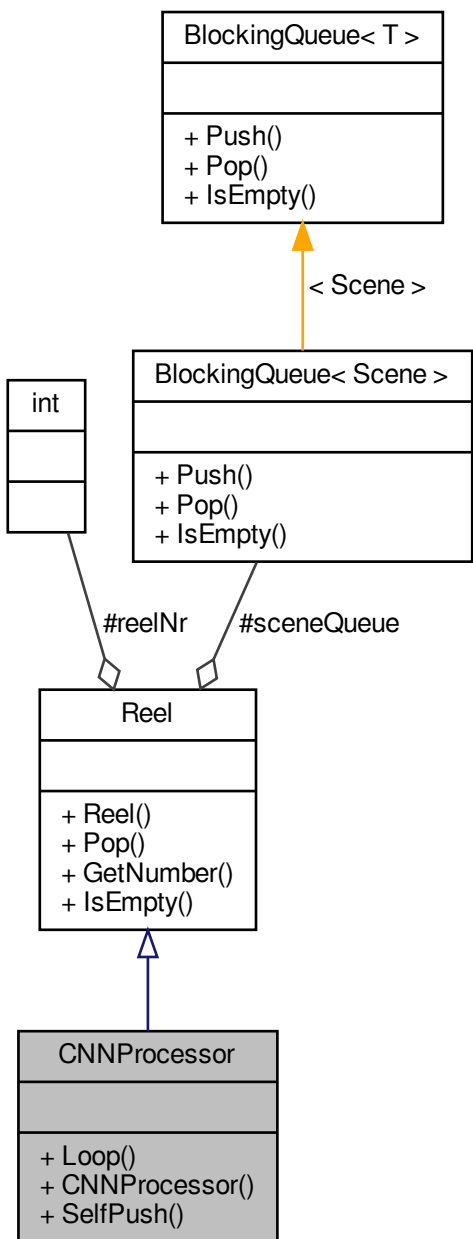 BlockingQueue< T >
+ Push()
+ Pop()
+ IsEmpty()
< Scene >
BlockingQueue< Scene >
+ Push()
+ Pop()
+ IsEmpty()
int
#reelNr
#sceneQueue
Reel
+ Reel()
+ Pop()
+ GetNumber()
+ IsEmpty()
CNNProcessor
+ Loop()
+ CNNProcessor()
+ SelfPush()